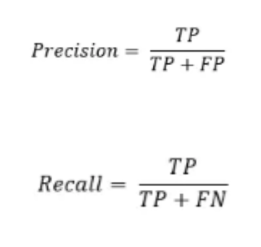 Precision = TP / TP + FP
Recall = TP / TP + FN